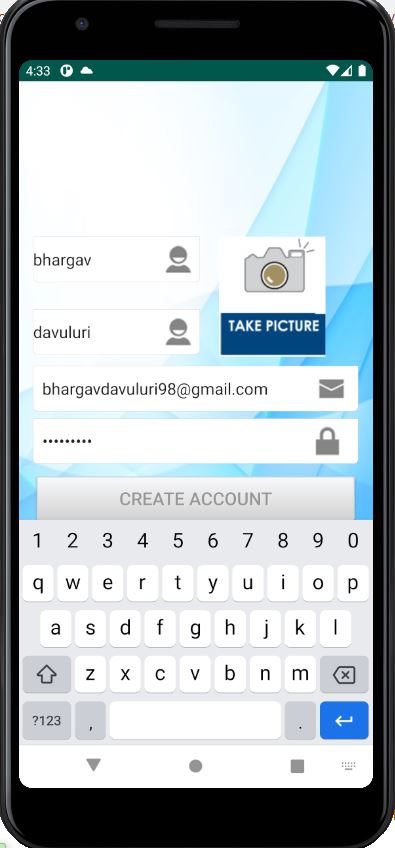 4:33
bhargav
TAKE PICTURE
davuluri
bhargavdavuluri98@gmail.com
•••••••••
CREATE ACCOUNT
1 2 3 4 5 6 7 8 9 0
q w e r t y u i o p
a s d f g h j k l
z x c v b n m
?123 , .